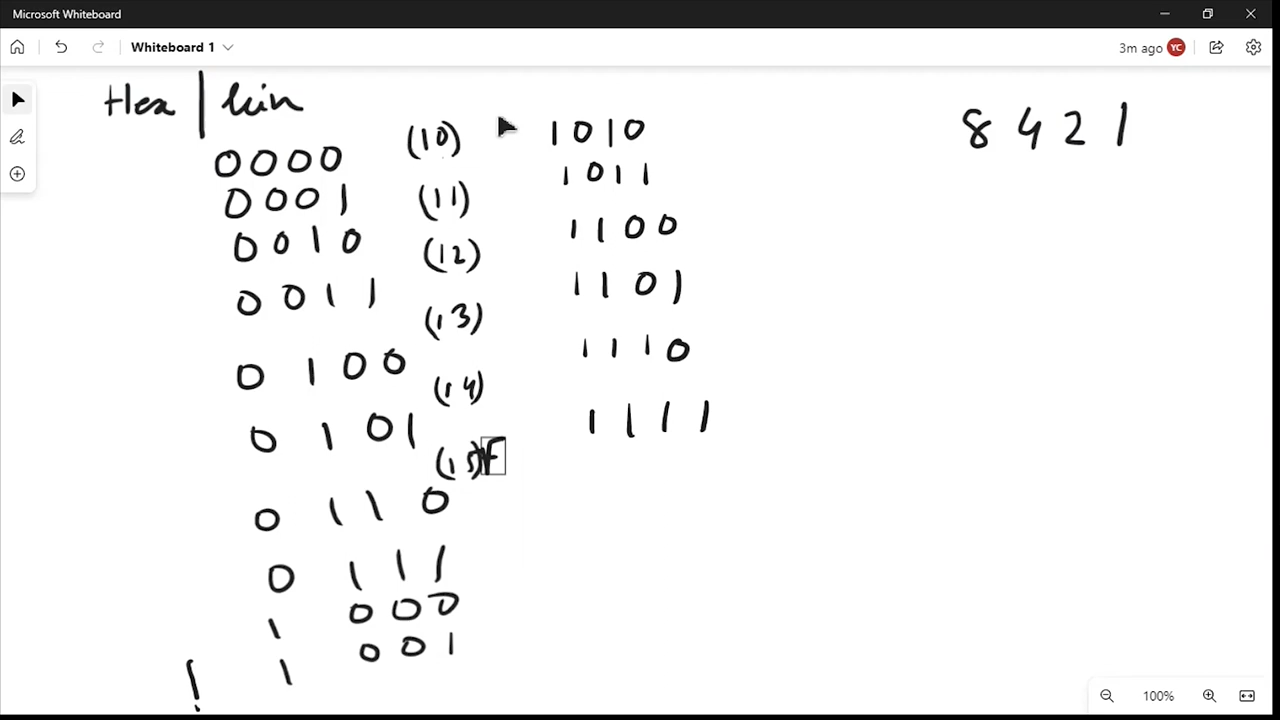 Microsoft Whiteboard
Whiteboard 1
3m ago YC
Hex | bin
0000
0001
0010
0011
0100
0101
0110
0111
1000
1001
(10) 1010
(11) 1011
(12) 1100
(13) 1101
(14) 1110
(15) F 1111
8 4 2 1
100%